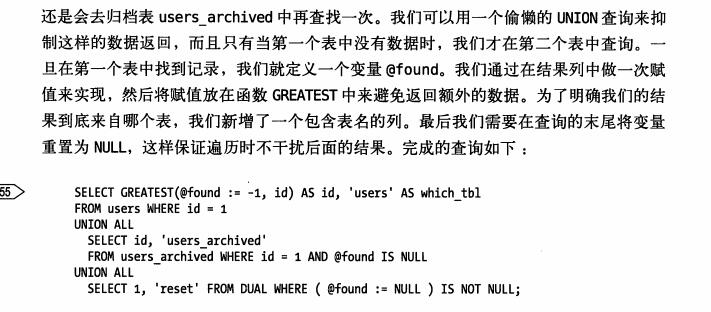 还是会去归档表 users_archived 中再查找一次。我们可以用一个偷懒的 UNION 查询来抑
制这样的数据返回，而且只有当第一个表中没有数据时，我们才在第二个表中查询。一
旦在第一个表中找到记录，我们就定义一个变量 @found。我们通过在结果列中做一次赋
值来实现，然后将赋值放在函数 GREATEST 中来避免返回额外的数据。为了明确我们的结
果到底来自哪个表，我们新增了一个包含表名的列。最后我们需要在查询的末尾将变量
重置为 NULL，这样保证遍历时不干扰后面的结果。完成的查询如下：
55
SELECT GREATEST(@found := -1, id) AS id, 'users' AS which_tbl
FROM users WHERE id = 1
UNION ALL
SELECT id, 'users_archived'
FROM users_archived WHERE id = 1 AND @found IS NULL
UNION ALL
SELECT 1, 'reset' FROM DUAL WHERE ( @found := NULL ) IS NOT NULL;